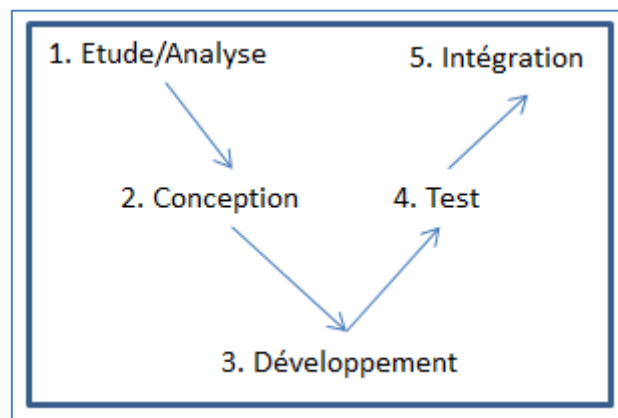 1. Etude/Analyse
5. Intégration
2. Conception
4. Test
3. Développement